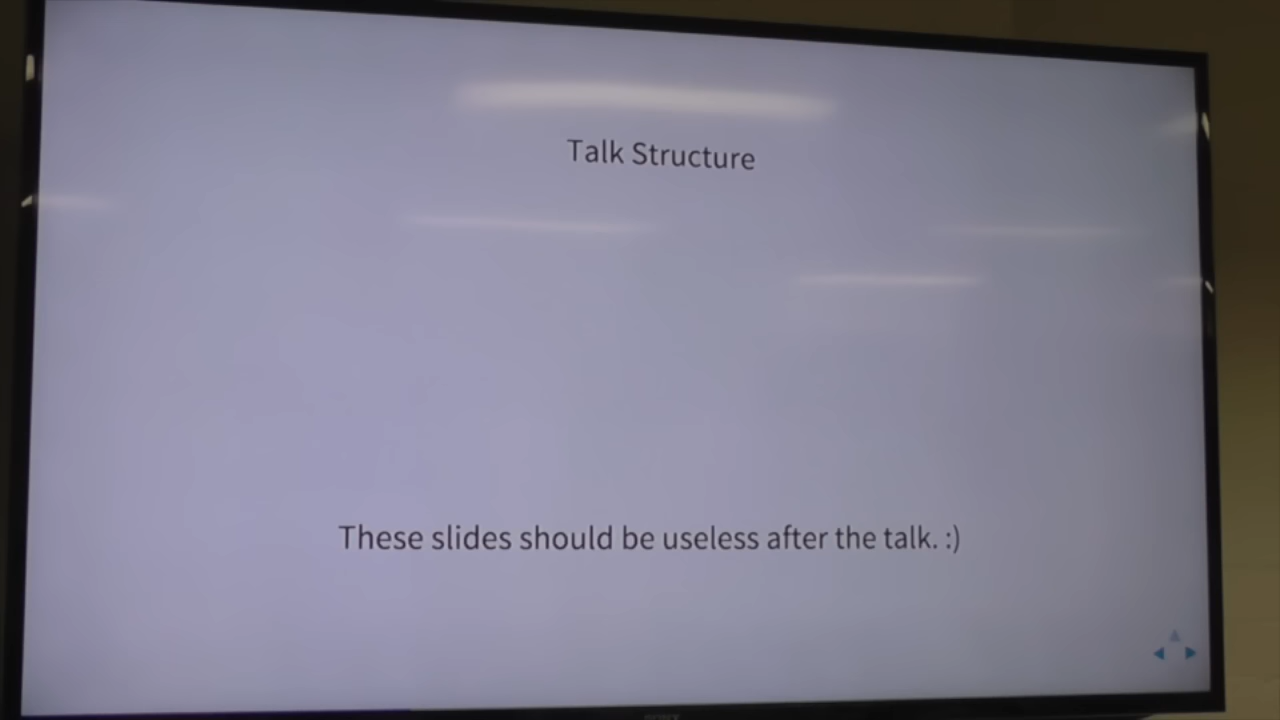 Talk Structure
These slides should be useless after the talk. :)